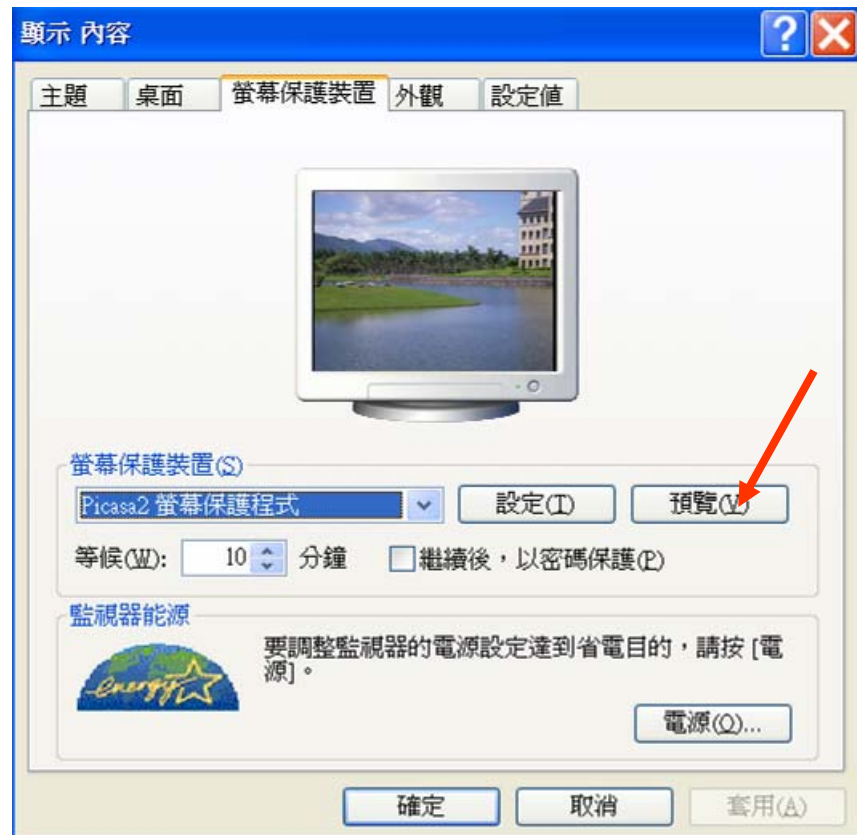 顯示 內容
主題 桌面 螢幕保護裝置 外觀 設定值
螢幕保護裝置(S)
Picasa2 螢幕保護程式 設定(T) 預覽(V)
等候(W): 10 分鐘 繼續後，以密碼保護(P)
監視器能源
energy
要調整監視器的電源設定達到省電目的，請按 [電
源]。
電源(O)...
確定 取消 套用(A)